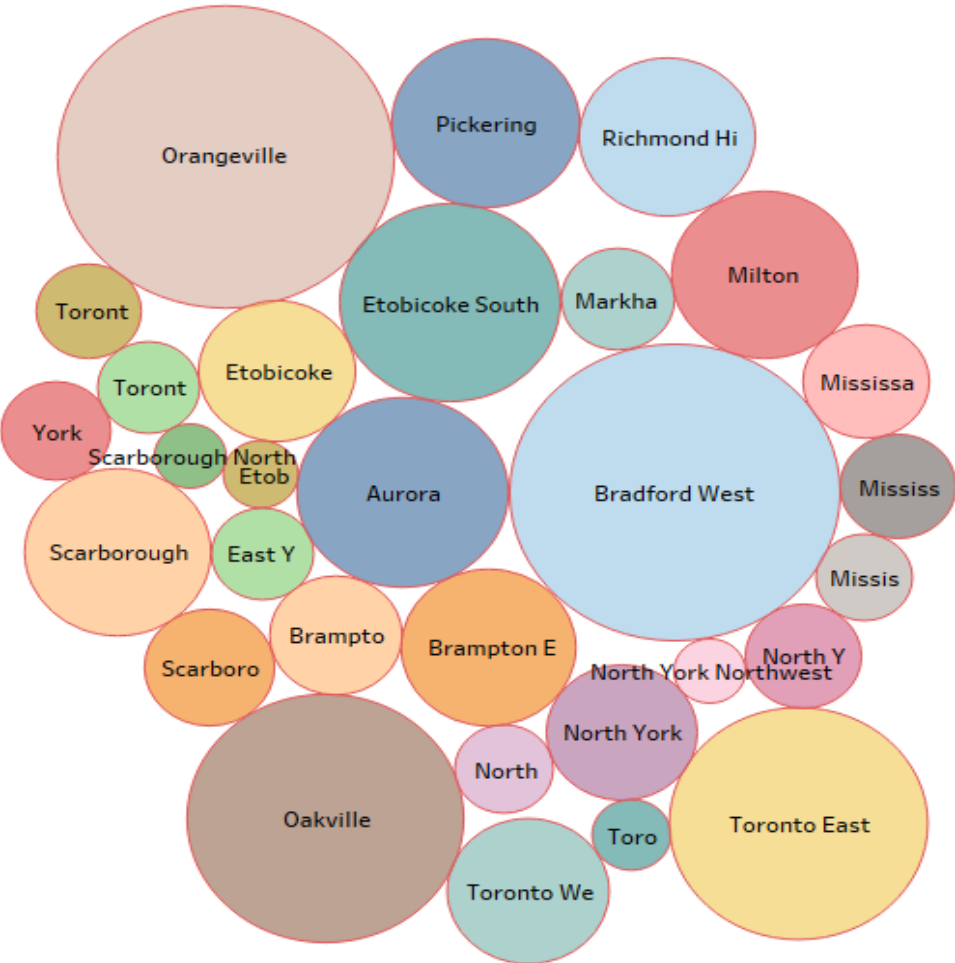 Pickering
Richmond Hi
Orangeville
Milton
Markha
Etobicoke South
Toront
Etobicoke
Mississa
Toront
York
Scarborough North
Etob
Mississ
Aurora
Bradford West
Scarborough
East Y
Missis
Brampto
Brampton E
North Y
Scarboro
North York Northwest
North York
North
Oakville
Toronto East
Toro
Toronto We